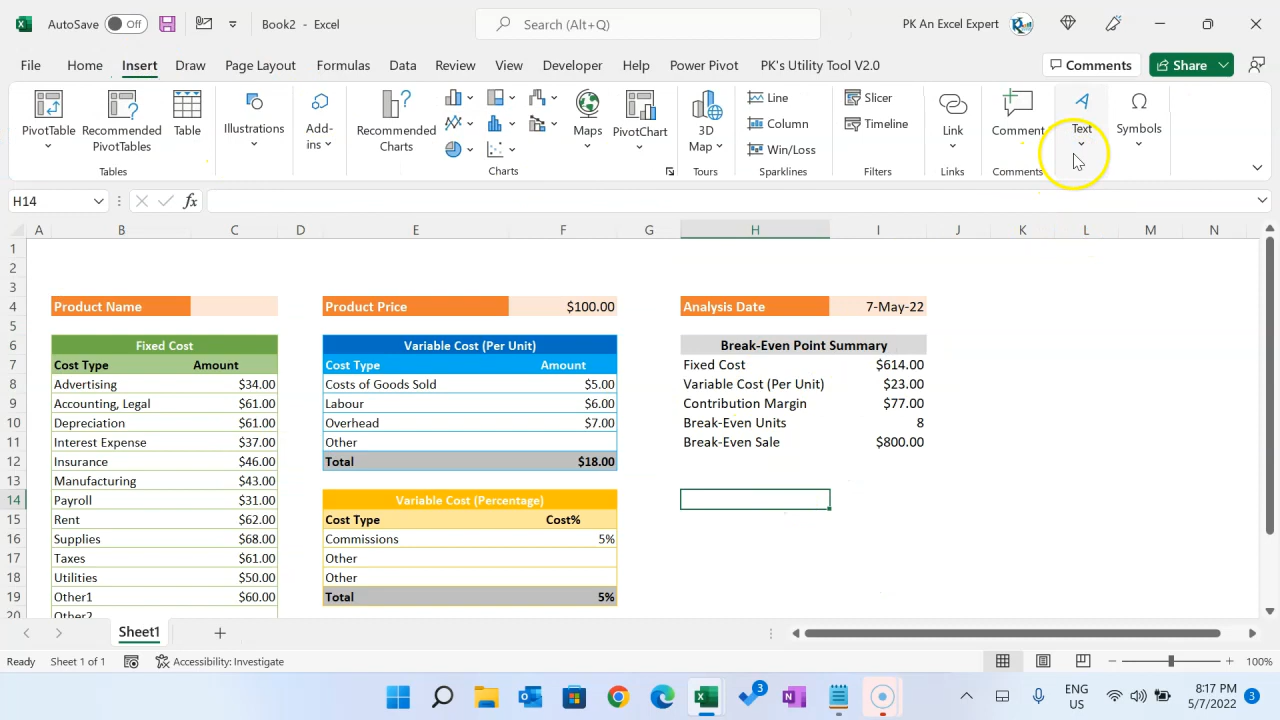 AutoSave Off Book2 - Excel Search (Alt+Q) PK An Excel Expert
File Home Insert Draw Page Layout Formulas Data Review View Developer Help Power Pivot PK's Utility Tool V2.0 Comments Share
PivotTable Recommended PivotTables Table Illustrations Add-ins Recommended Charts Maps PivotChart 3D Map Line Column Win/Loss Slicer Timeline Link Comment Text Symbols
Tables Charts Tours Sparklines Filters Links Comments
H14 fx
A B C D E F G H I J K L M N
1
2
3
4 Product Name Product Price $100.00 Analysis Date 7-May-22
5
6 Fixed Cost Variable Cost (Per Unit) Break-Even Point Summary
7 Cost Type Amount Cost Type Amount Fixed Cost $614.00
8 Advertising $34.00 Costs of Goods Sold $5.00 Variable Cost (Per Unit) $23.00
9 Accounting, Legal $61.00 Labour $6.00 Contribution Margin $77.00
10 Depreciation $61.00 Overhead $7.00 Break-Even Units 8
11 Interest Expense $37.00 Other Break-Even Sale $800.00
12 Insurance $46.00 Total $18.00
13 Manufacturing $43.00
14 Payroll $31.00 Variable Cost (Percentage)
15 Rent $62.00 Cost Type Cost%
16 Supplies $68.00 Commissions 5%
17 Taxes $61.00 Other
18 Utilities $50.00 Other
19 Other1 $60.00 Total 5%
20 Other2
Sheet1
Ready Sheet 1 of 1 Accessibility: Investigate 100%
3 ENG US 8:17 PM 5/7/2022 3